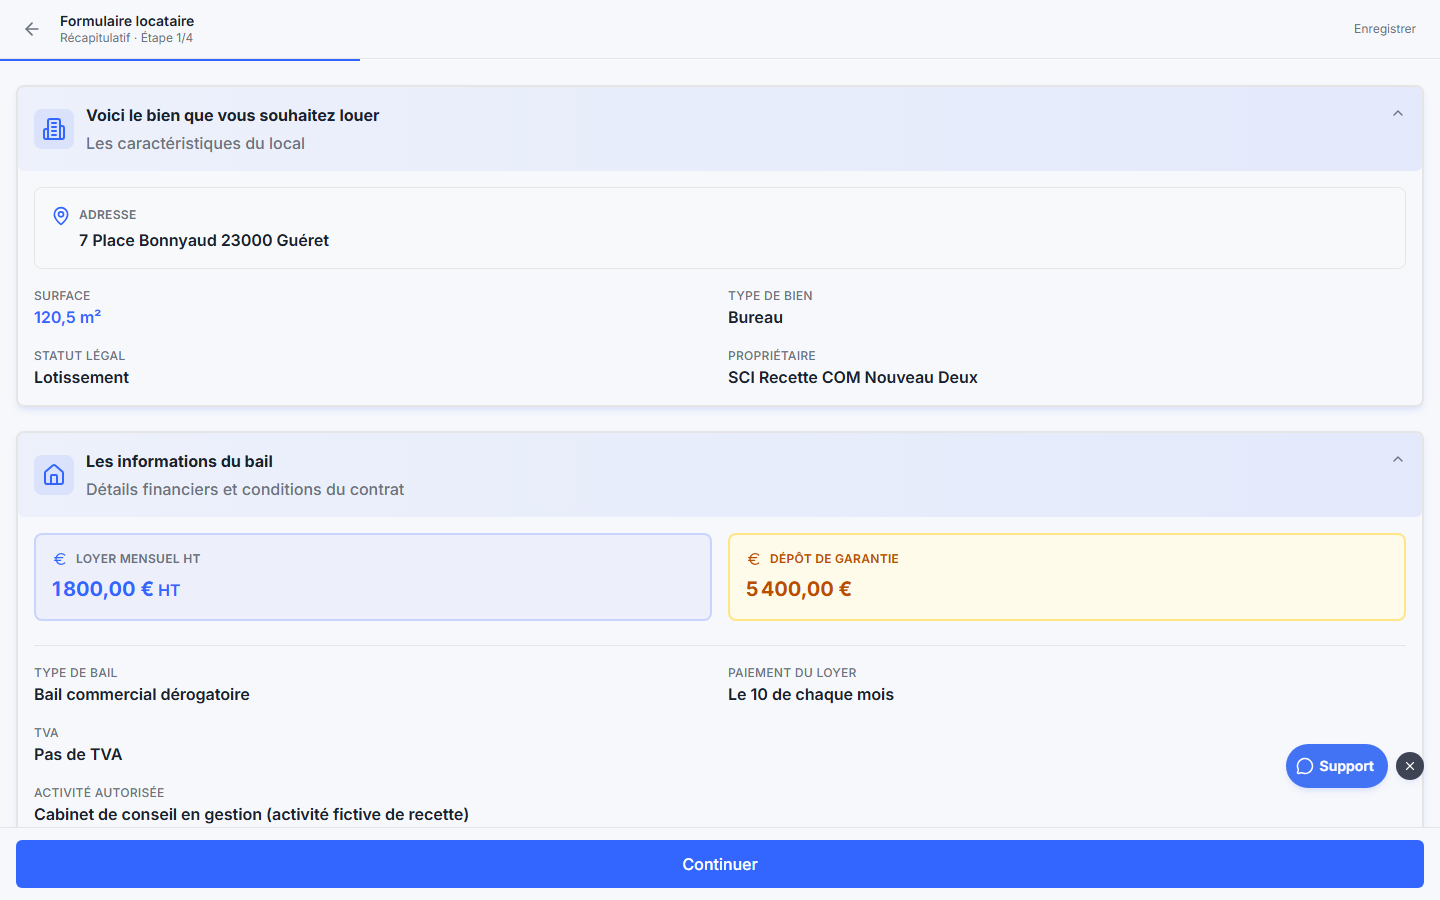 Formulaire locataire
Récapitulatif · Étape 1/4
Enregistrer
Voici le bien que vous souhaitez louer
Les caractéristiques du local
ADRESSE
7 Place Bonnyaud 23000 Guéret
SURFACE
120,5 m²
TYPE DE BIEN
Bureau
STATUT LÉGAL
Lotissement
PROPRIÉTAIRE
SCI Recette COM Nouveau Deux
Les informations du bail
Détails financiers et conditions du contrat
€ LOYER MENSUEL HT
1 800,00 € HT
€ DÉPÔT DE GARANTIE
5 400,00 €
TYPE DE BAIL
Bail commercial dérogatoire
PAIEMENT DU LOYER
Le 10 de chaque mois
TVA
Pas de TVA
ACTIVITÉ AUTORISÉE
Cabinet de conseil en gestion (activité fictive de recette)
Support
Continuer